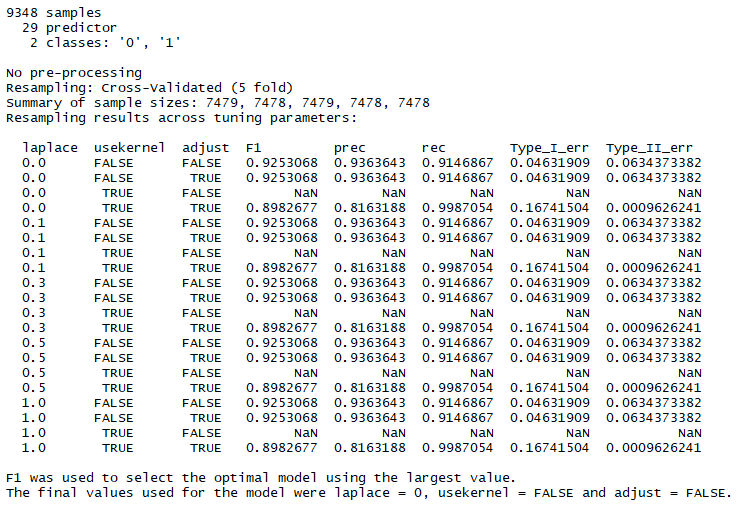 9348 samples
29 predictor
2 classes: '0', '1'
No pre-processing
Resampling: Cross-Validated (5 fold)
Summary of sample sizes: 7479, 7478, 7479, 7478, 7478
Resampling results across tuning parameters:
laplace usekernel adjust F1 prec rec Type_I_err Type_II_err
0.0 FALSE FALSE 0.9253068 0.9363643 0.9146867 0.04631909 0.0634373382
0.0 FALSE TRUE 0.9253068 0.9363643 0.9146867 0.04631909 0.0634373382
0.0 TRUE FALSE NaN NaN NaN NaN NaN
0.0 TRUE TRUE 0.8982677 0.8163188 0.9987054 0.16741504 0.0009626241
0.1 FALSE FALSE 0.9253068 0.9363643 0.9146867 0.04631909 0.0634373382
0.1 FALSE TRUE 0.9253068 0.9363643 0.9146867 0.04631909 0.0634373382
0.1 TRUE FALSE NaN NaN NaN NaN NaN
0.1 TRUE TRUE 0.8982677 0.8163188 0.9987054 0.16741504 0.0009626241
0.3 FALSE FALSE 0.9253068 0.9363643 0.9146867 0.04631909 0.0634373382
0.3 FALSE TRUE 0.9253068 0.9363643 0.9146867 0.04631909 0.0634373382
0.3 TRUE FALSE NaN NaN NaN NaN NaN
0.3 TRUE TRUE 0.8982677 0.8163188 0.9987054 0.16741504 0.0009626241
0.5 FALSE FALSE 0.9253068 0.9363643 0.9146867 0.04631909 0.0634373382
0.5 FALSE TRUE 0.9253068 0.9363643 0.9146867 0.04631909 0.0634373382
0.5 TRUE FALSE NaN NaN NaN NaN NaN
0.5 TRUE TRUE 0.8982677 0.8163188 0.9987054 0.16741504 0.0009626241
1.0 FALSE FALSE 0.9253068 0.9363643 0.9146867 0.04631909 0.0634373382
1.0 FALSE TRUE 0.9253068 0.9363643 0.9146867 0.04631909 0.0634373382
1.0 TRUE FALSE NaN NaN NaN NaN NaN
1.0 TRUE TRUE 0.8982677 0.8163188 0.9987054 0.16741504 0.0009626241
F1 was used to select the optimal model using the largest value.
The final values used for the model were laplace = 0, usekernel = FALSE and adjust = FALSE.